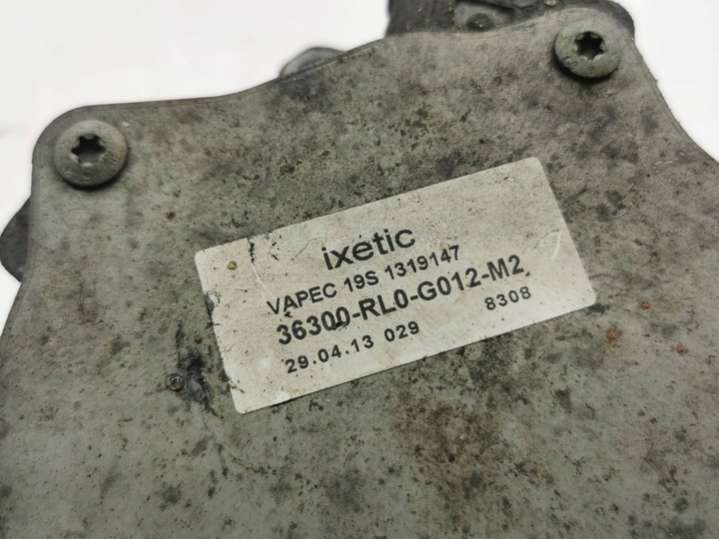 ixetic
VAPEC 19S 1319147
36300-RL0-G012-M2
29.04.13 029 8308